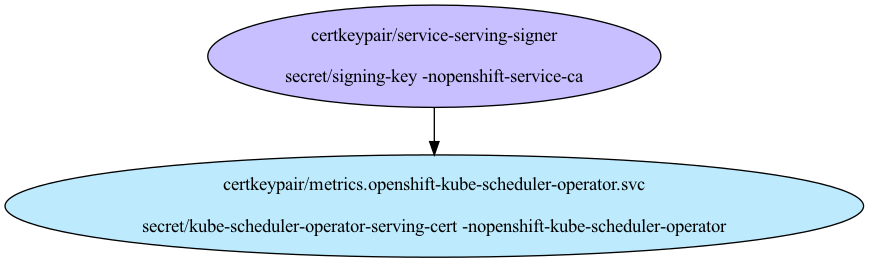 certkeypair/service-serving-signer
secret/signing-key -nopenshift-service-ca
certkeypair/metrics.openshift-kube-scheduler-operator.svc
secret/kube-scheduler-operator-serving-cert -nopenshift-kube-scheduler-operator